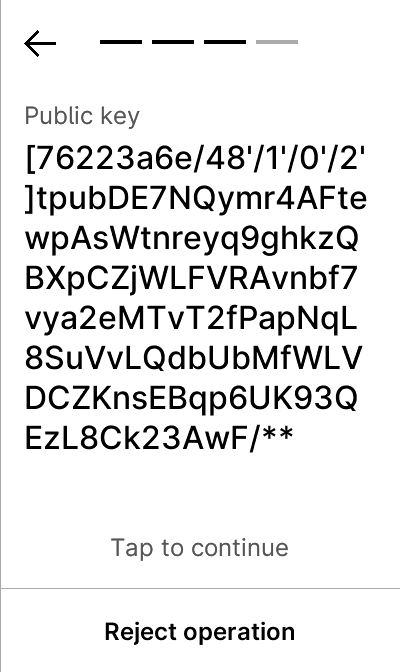 Public key
[76223a6e/48'/1'/0'/2'
]tpubDE7NQymr4AFte
wpAsWtnreyq9ghkzQ
BXpCZjWLFVRAvnbf7
vya2eMTvT2fPapNqL
8SuVvLQdbUbMfWLV
DCZKnsEBqp6UK93Q
EzL8Ck23AwF/**
Tap to continue
Reject operation